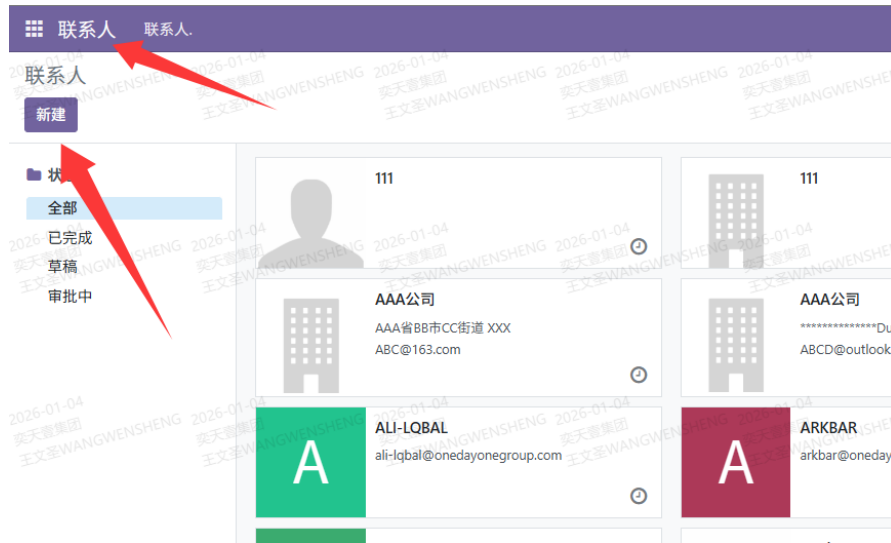 联系人 联系人.
联系人
新建
全部
已完成
草稿
审批中
111
111
AAA公司
AAA省BB市CC街道 XXX
ABC@163.com
AAA公司
**************Du
ABCD@outlook
A
ALI-LQBAL
ali-lqbal@onedayonegroup.com
A
ARKBAR
arkbar@oneday
2026-01-04
奕天壹集团
王文圣WANGWENSHENG